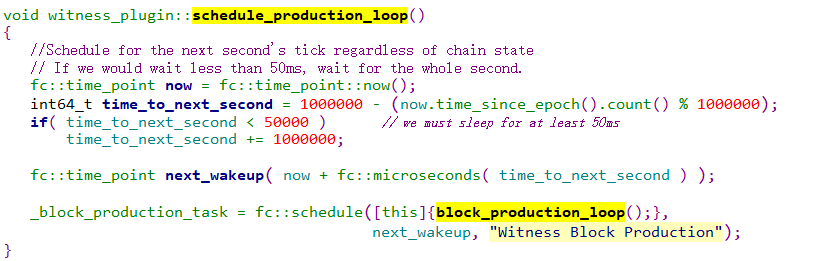 void witness_plugin::schedule_production_loop()
{
//Schedule for the next second's tick regardless of chain state
// If we would wait less than 50ms, wait for the whole second.
fc::time_point now = fc::time_point::now();
int64_t time_to_next_second = 1000000 - (now.time_since_epoch().count() % 1000000);
if( time_to_next_second < 50000 ) // we must sleep for at least 50ms
time_to_next_second += 1000000;
fc::time_point next_wakeup( now + fc::microseconds( time_to_next_second ) );
_block_production_task = fc::schedule([this]{block_production_loop();},
next_wakeup, "Witness Block Production");
}